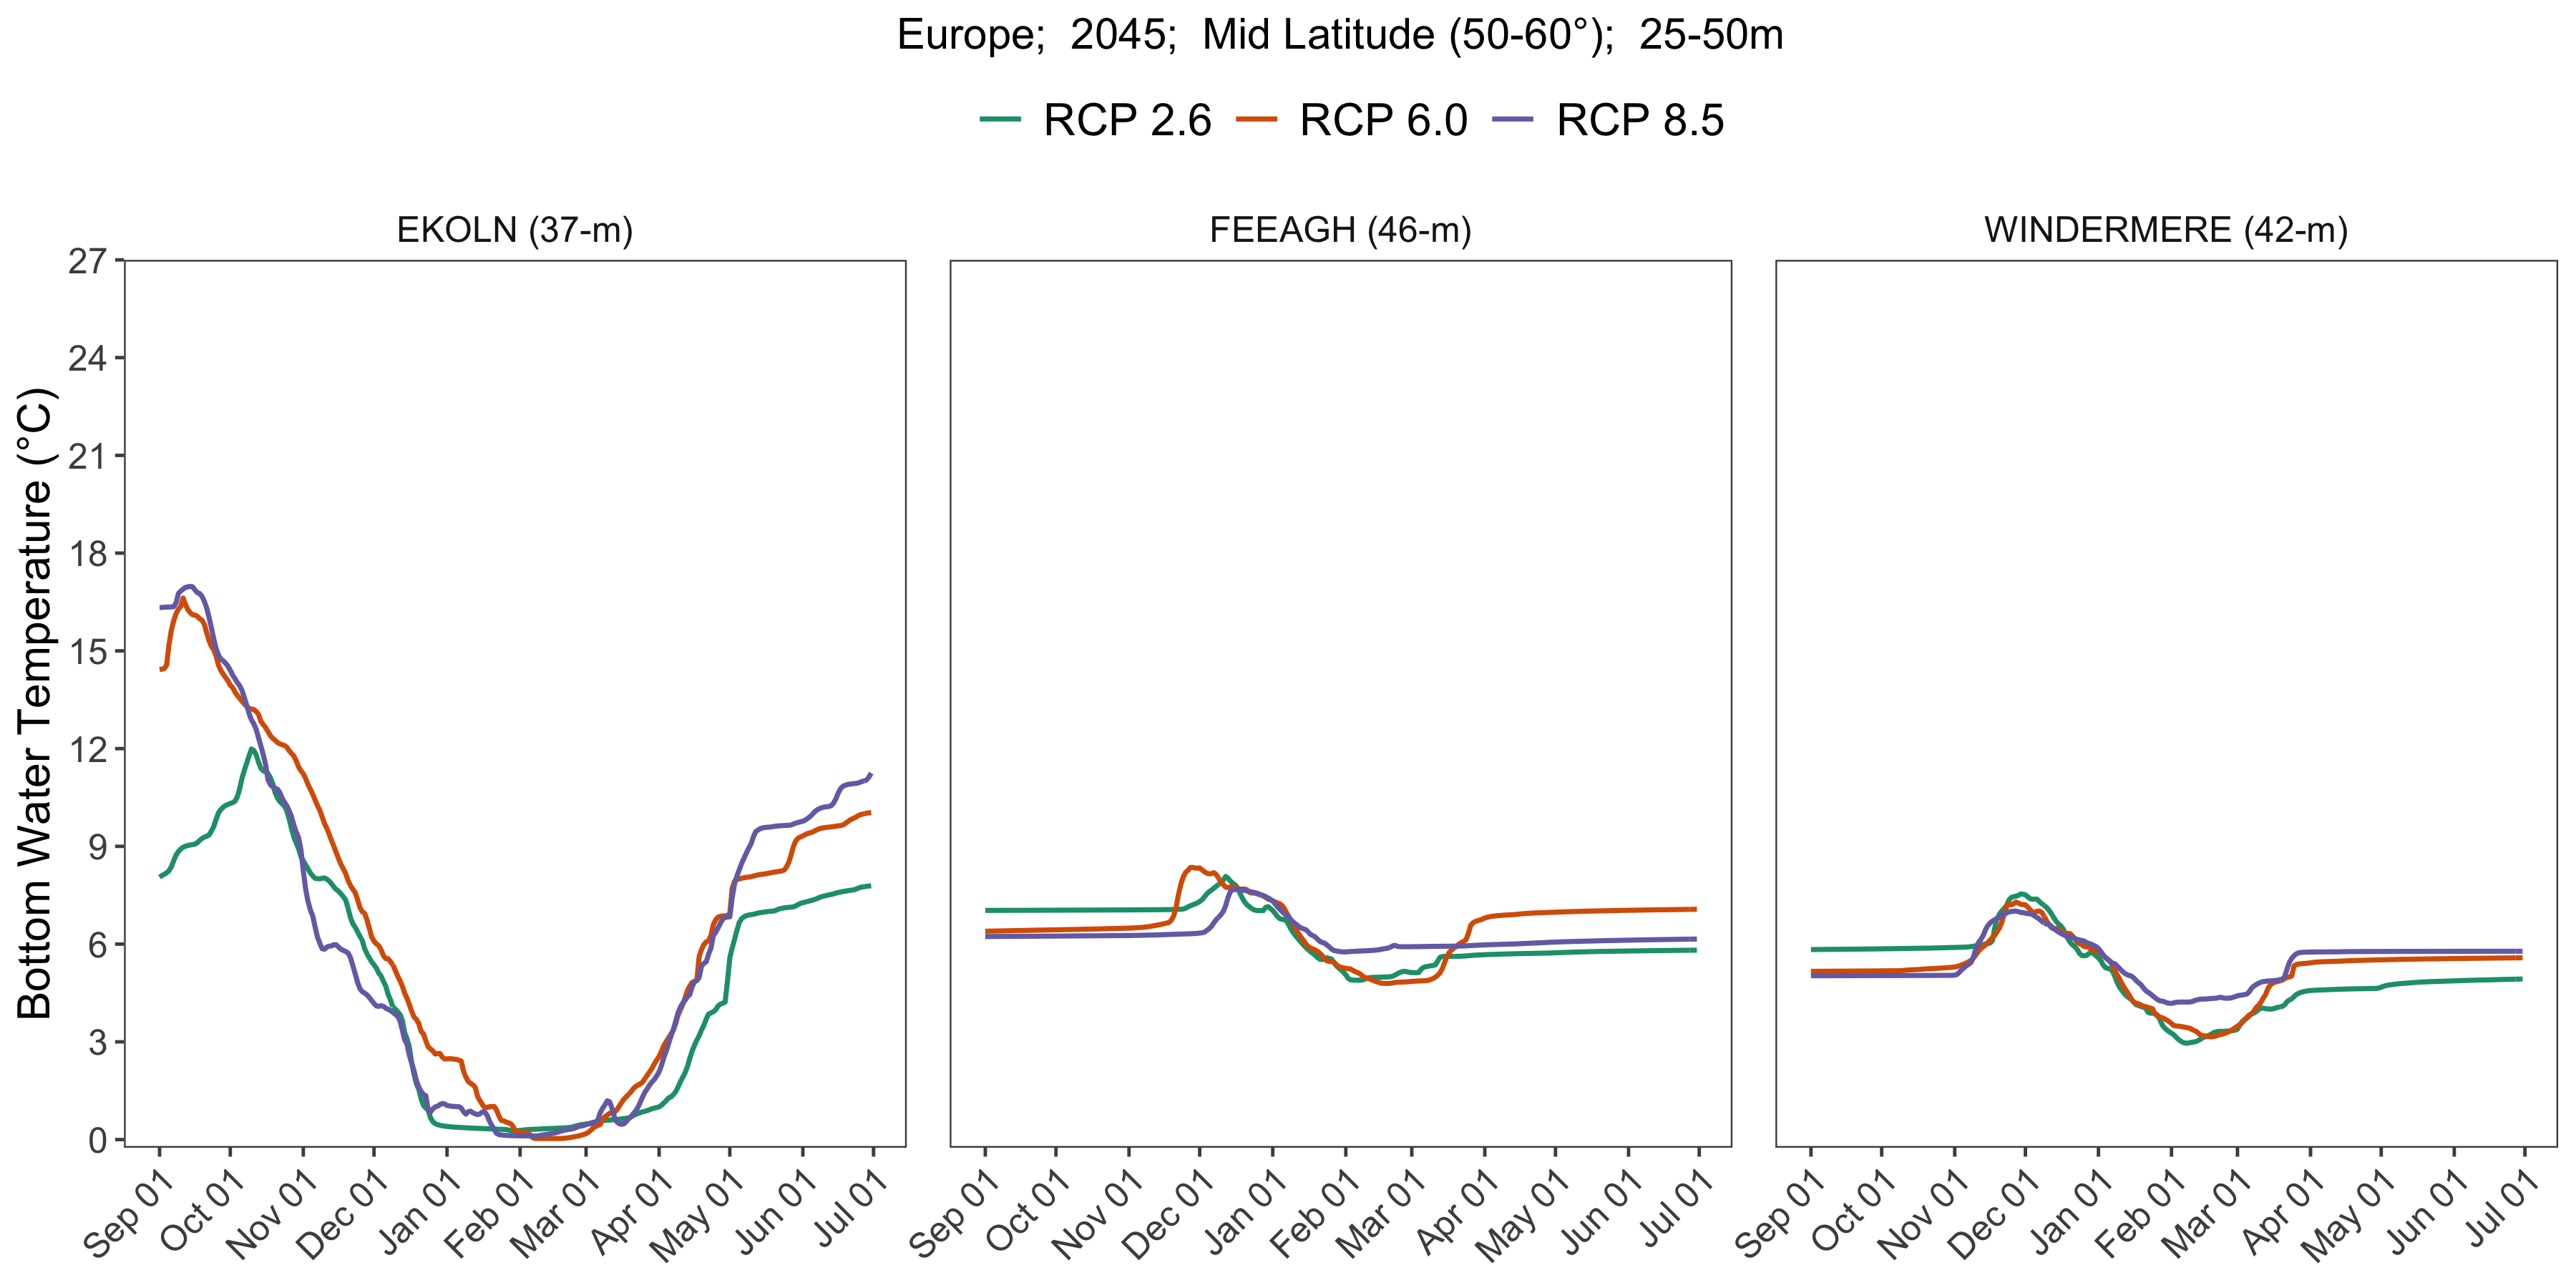 Europe;  2045;  Mid Latitude (50-60°);  25-50m
RCP 2.6 RCP 6.0 RCP 8.5
EKOLN (37-m) FEEAGH (46-m) WINDERMERE (42-m)
Bottom Water Temperature (°C)
27
24
21
18
15
12
9
6
3
0
Sep 01 Oct 01 Nov 01 Dec 01 Jan 01 Feb 01 Mar 01 Apr 01 May 01 Jun 01 Jul 01
Sep 01 Oct 01 Nov 01 Dec 01 Jan 01 Feb 01 Mar 01 Apr 01 May 01 Jun 01 Jul 01
Sep 01 Oct 01 Nov 01 Dec 01 Jan 01 Feb 01 Mar 01 Apr 01 May 01 Jun 01 Jul 01